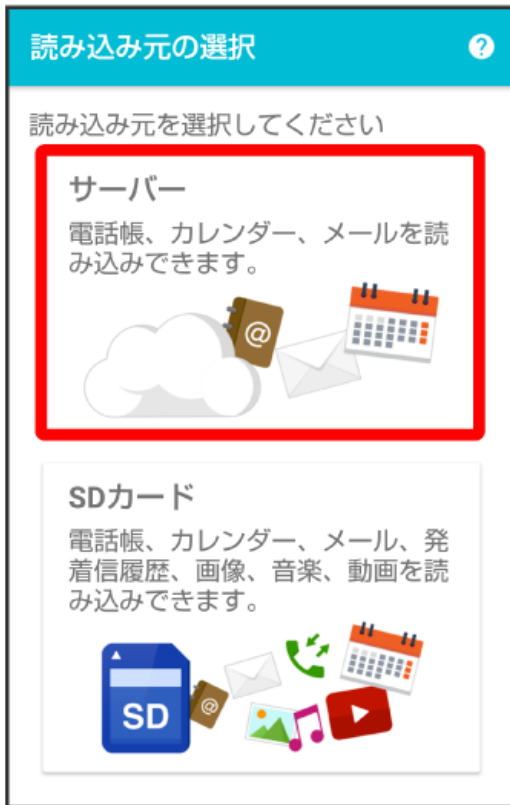 読み込み元の選択
?
読み込み元を選択してください
サーバー
電話帳、カレンダー、メールを読
み込みできます。
@
SDカード
電話帳、カレンダー、メール、発
着信履歴、画像、音楽、動画を読
み込みできます。
@
SD